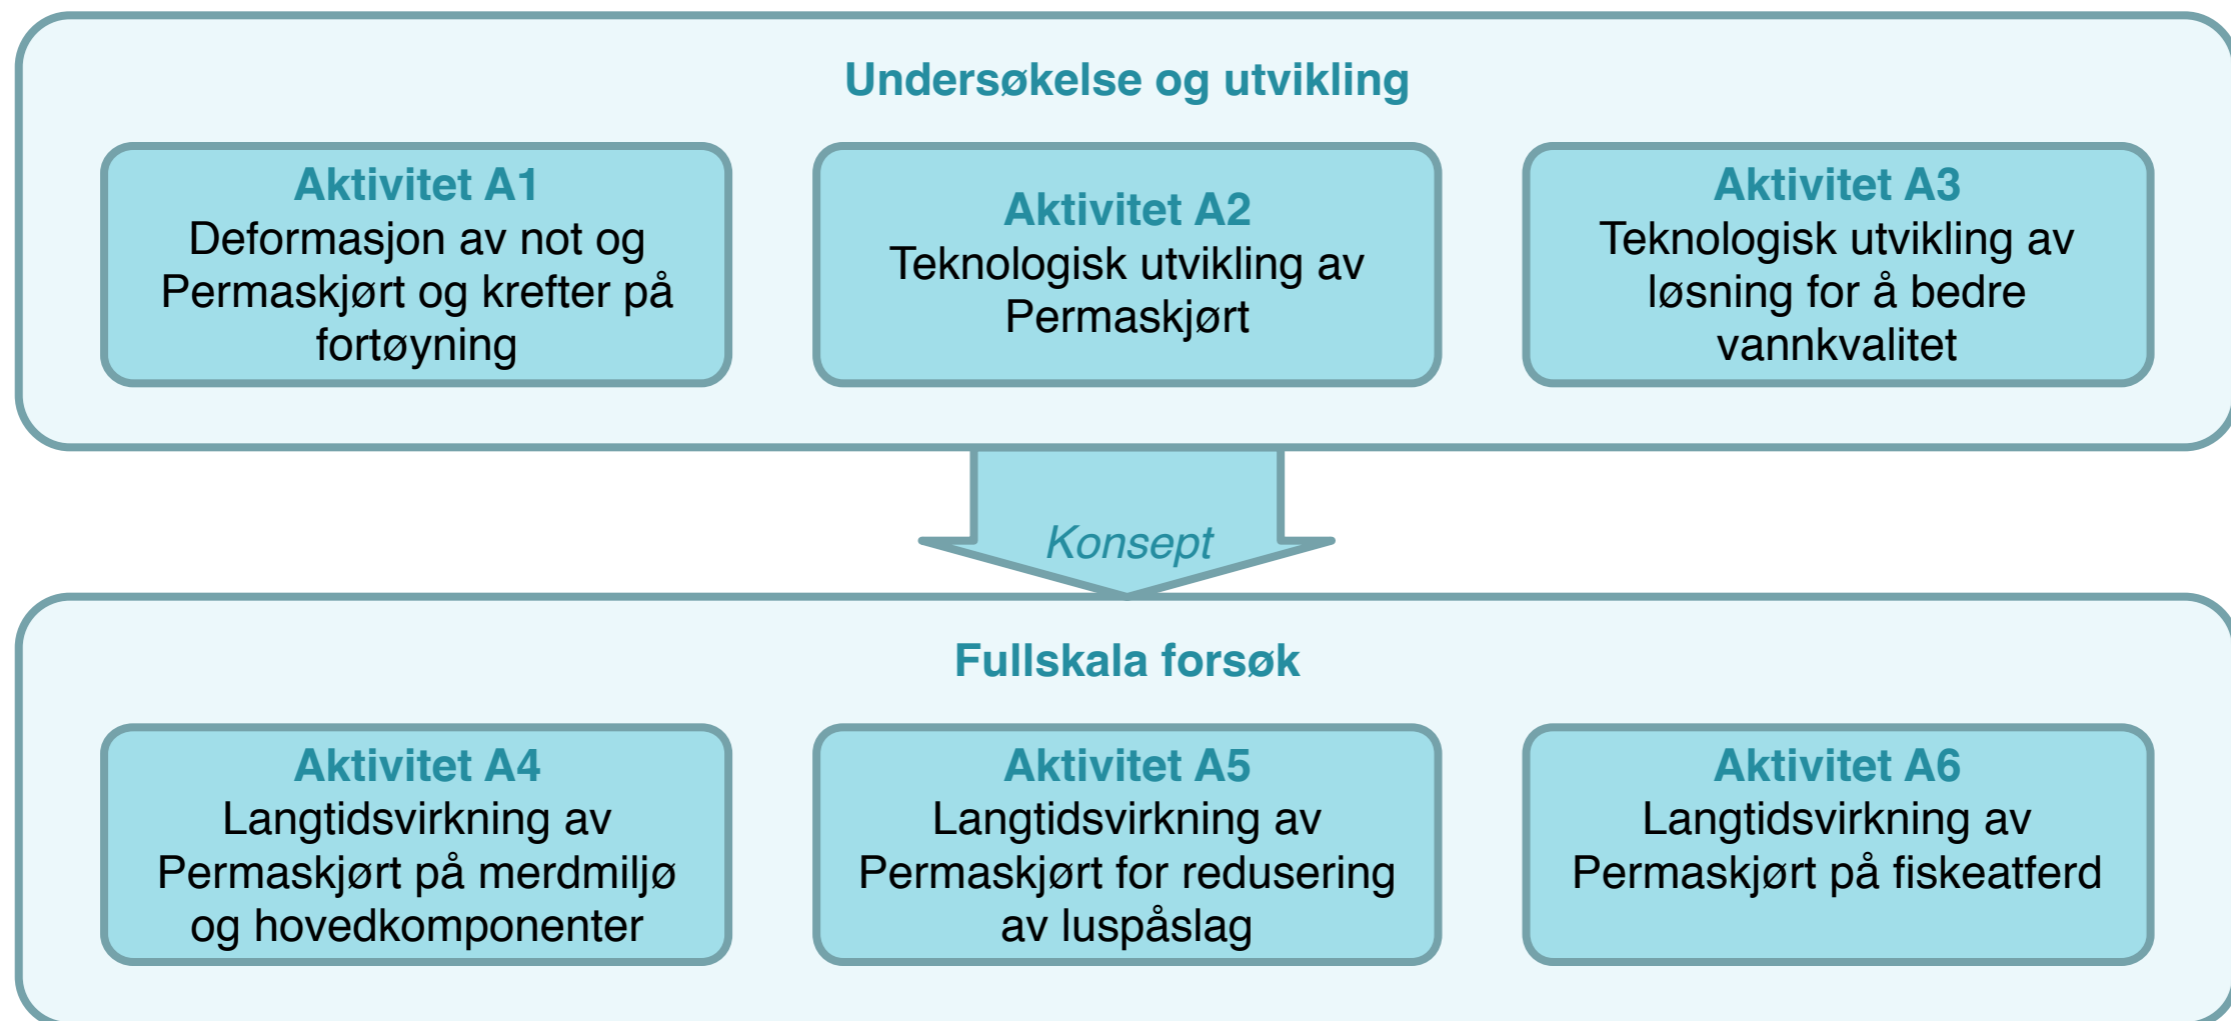 Undersøkelse og utvikling
Aktivitet A1
Deformasjon av not og
Permaskjørt og krefter på
fortøyning
Aktivitet A2
Teknologisk utvikling av
Permaskjørt
Aktivitet A3
Teknologisk utvikling av
løsning for å bedre
vannkvalitet
Konsept
Fullskala forsøk
Aktivitet A4
Langtidsvirkning av
Permaskjørt på merdmiljø
og hovedkomponenter
Aktivitet A5
Langtidsvirkning av
Permaskjørt for redusering
av luspåslag
Aktivitet A6
Langtidsvirkning av
Permaskjørt på fiskeatferd